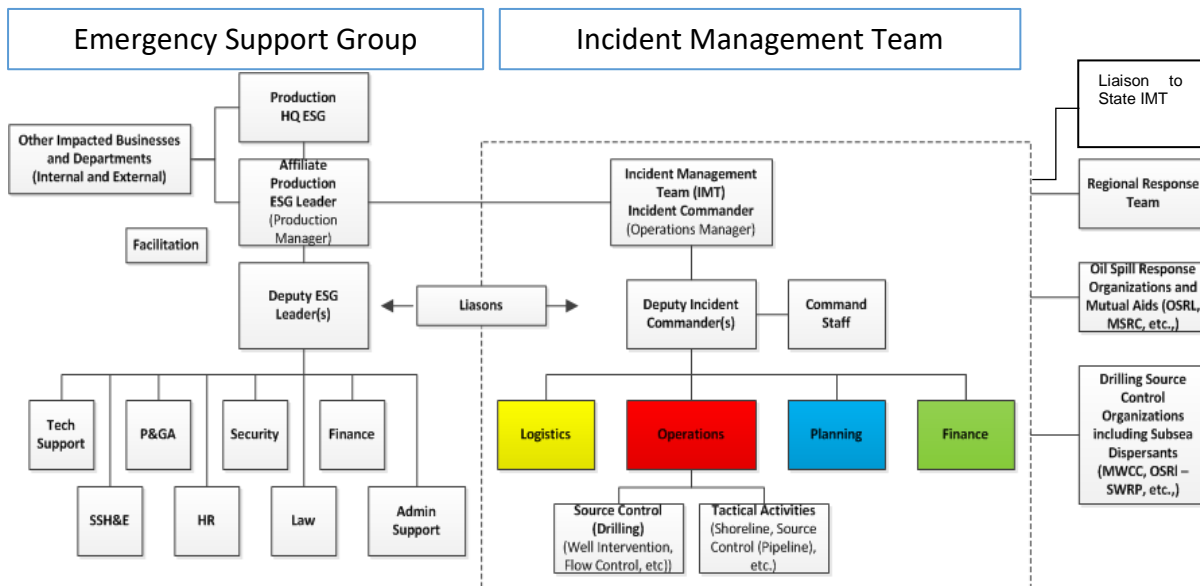 Emergency Support Group
Incident Management Team
Production
HQ ESG
Other Impacted Businesses
and Departments
(Internal and External)
Affiliate
Production
ESG Leader
(Production
Manager)
Facilitation
Deputy ESG
Leader(s)
Liasons
Incident Management
Team (IMT)
Incident Commander
(Operations Manager)
Deputy Incident
Commander(s)
Command
Staff
Liaison to
State IMT
Regional Response
Team
Oil Spill Response
Organizations and
Mutual Aids (OSRL,
MSRC, etc.,)
Drilling Source
Control
Organizations
including Subsea
Dispersants
(MWCC, OSRl –
SWRP, etc.,)
Tech
Support
P&GA
Security
Finance
SSH&E
HR
Law
Admin
Support
Logistics
Operations
Planning
Finance
Source Control
(Drilling)
(Well Intervention,
Flow Control, etc))
Tactical Activities
(Shoreline, Source
Control (Pipeline),
etc.)